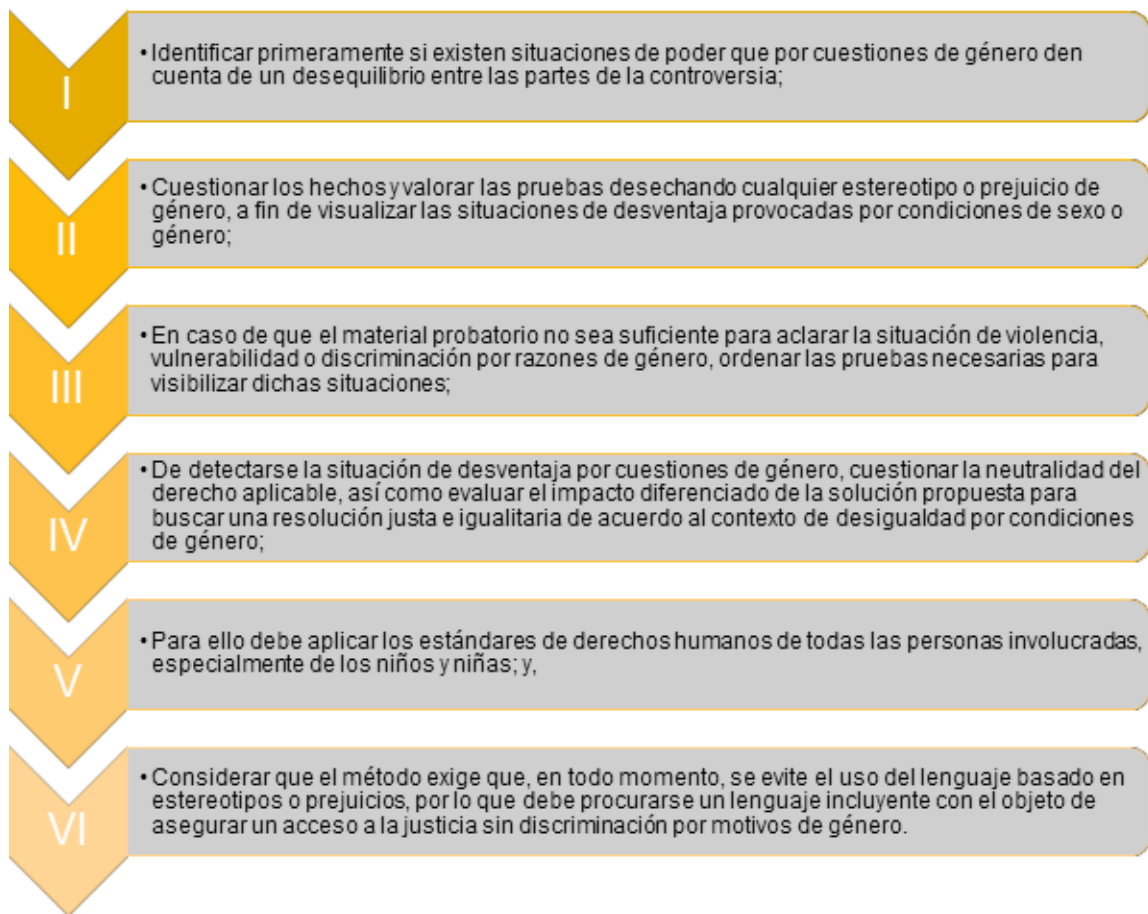 I
• Identificar primeramente si existen situaciones de poder que por cuestiones de género den
cuenta de un desequilibrio entre las partes de la controversia;
II
• Cuestionar los hechos y valorar las pruebas desechando cualquier estereotipo o prejuicio de
género, a fin de visualizar las situaciones de desventaja provocadas por condiciones de sexo o
género;
III
• En caso de que el material probatorio no sea suficiente para aclarar la situación de violencia,
vulnerabilidad o discriminación por razones de género, ordenar las pruebas necesarias para
visibilizar dichas situaciones;
IV
• De detectarse la situación de desventaja por cuestiones de género, cuestionar la neutralidad del
derecho aplicable, así como evaluar el impacto diferenciado de la solución propuesta para
buscar una resolución justa e igualitaria de acuerdo al contexto de desigualdad por condiciones
de género;
V
• Para ello debe aplicar los estándares de derechos humanos de todas las personas involucradas,
especialmente de los niños y niñas; y,
VI
• Considerar que el método exige que, en todo momento, se evite el uso del lenguaje basado en
estereotipos o prejuicios, por lo que debe procurarse un lenguaje incluyente con el objeto de
asegurar un acceso a la justicia sin discriminación por motivos de género.